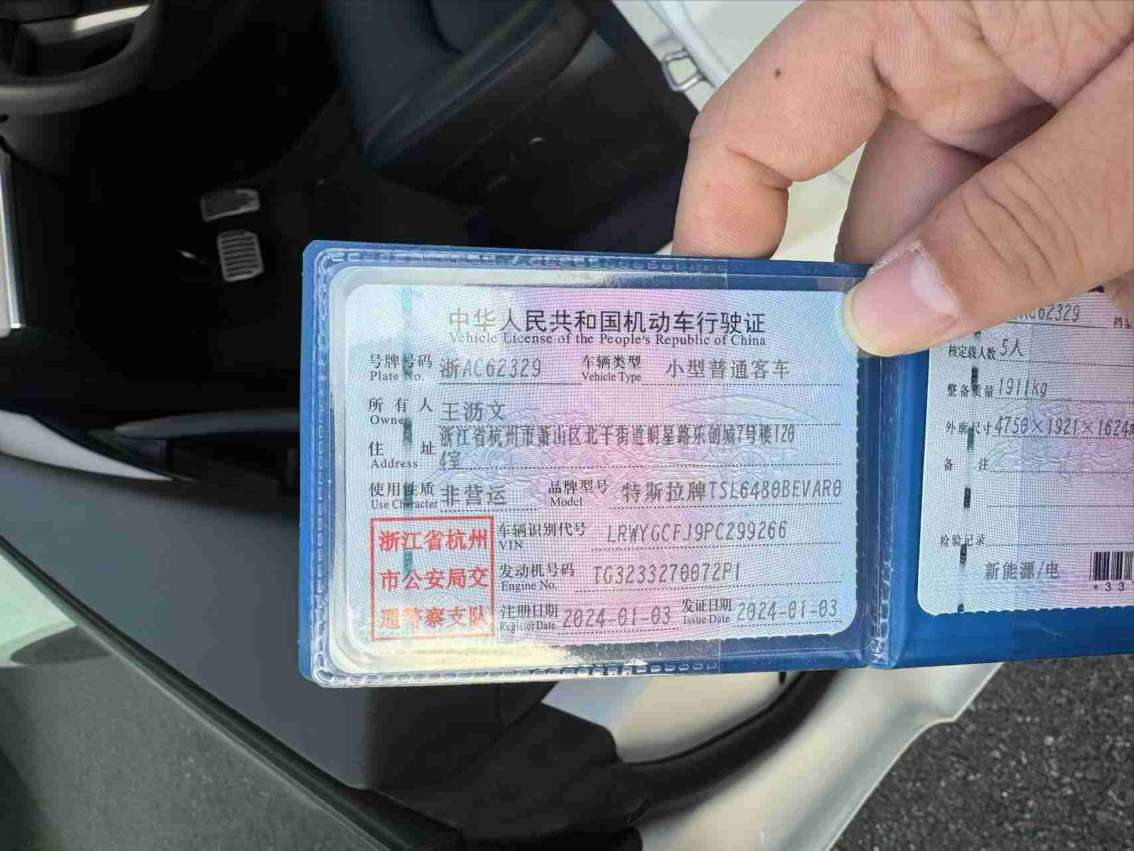 中华人民共和国机动车行驶证
Vehicle License of the People's Republic of China
号牌号码 浙AC62329 车辆类型 小型普通客车
Plate No. Vehicle Type
所有人 王沥文
Owner
住址 浙江省杭州市萧山区北干街道明星路乐创城7号楼120
Address 4室
使用性质 非营运 品牌型号 特斯拉牌TSL6480BEVAR0
Use Character Model
浙江省杭州
市公安局交
通警察支队
车辆识别代号 LRWYGCFJ9PC299266
VIN
发动机号码 TG3233270072P1
Engine No.
注册日期 2024-01-03 发证日期 2024-01-03
Register Date Issue Date
AC62329
核定载人数 5人
整备质量 1911kg
外廓尺寸 4750×1921×1624
备注
检验记录
新能源/电
*33